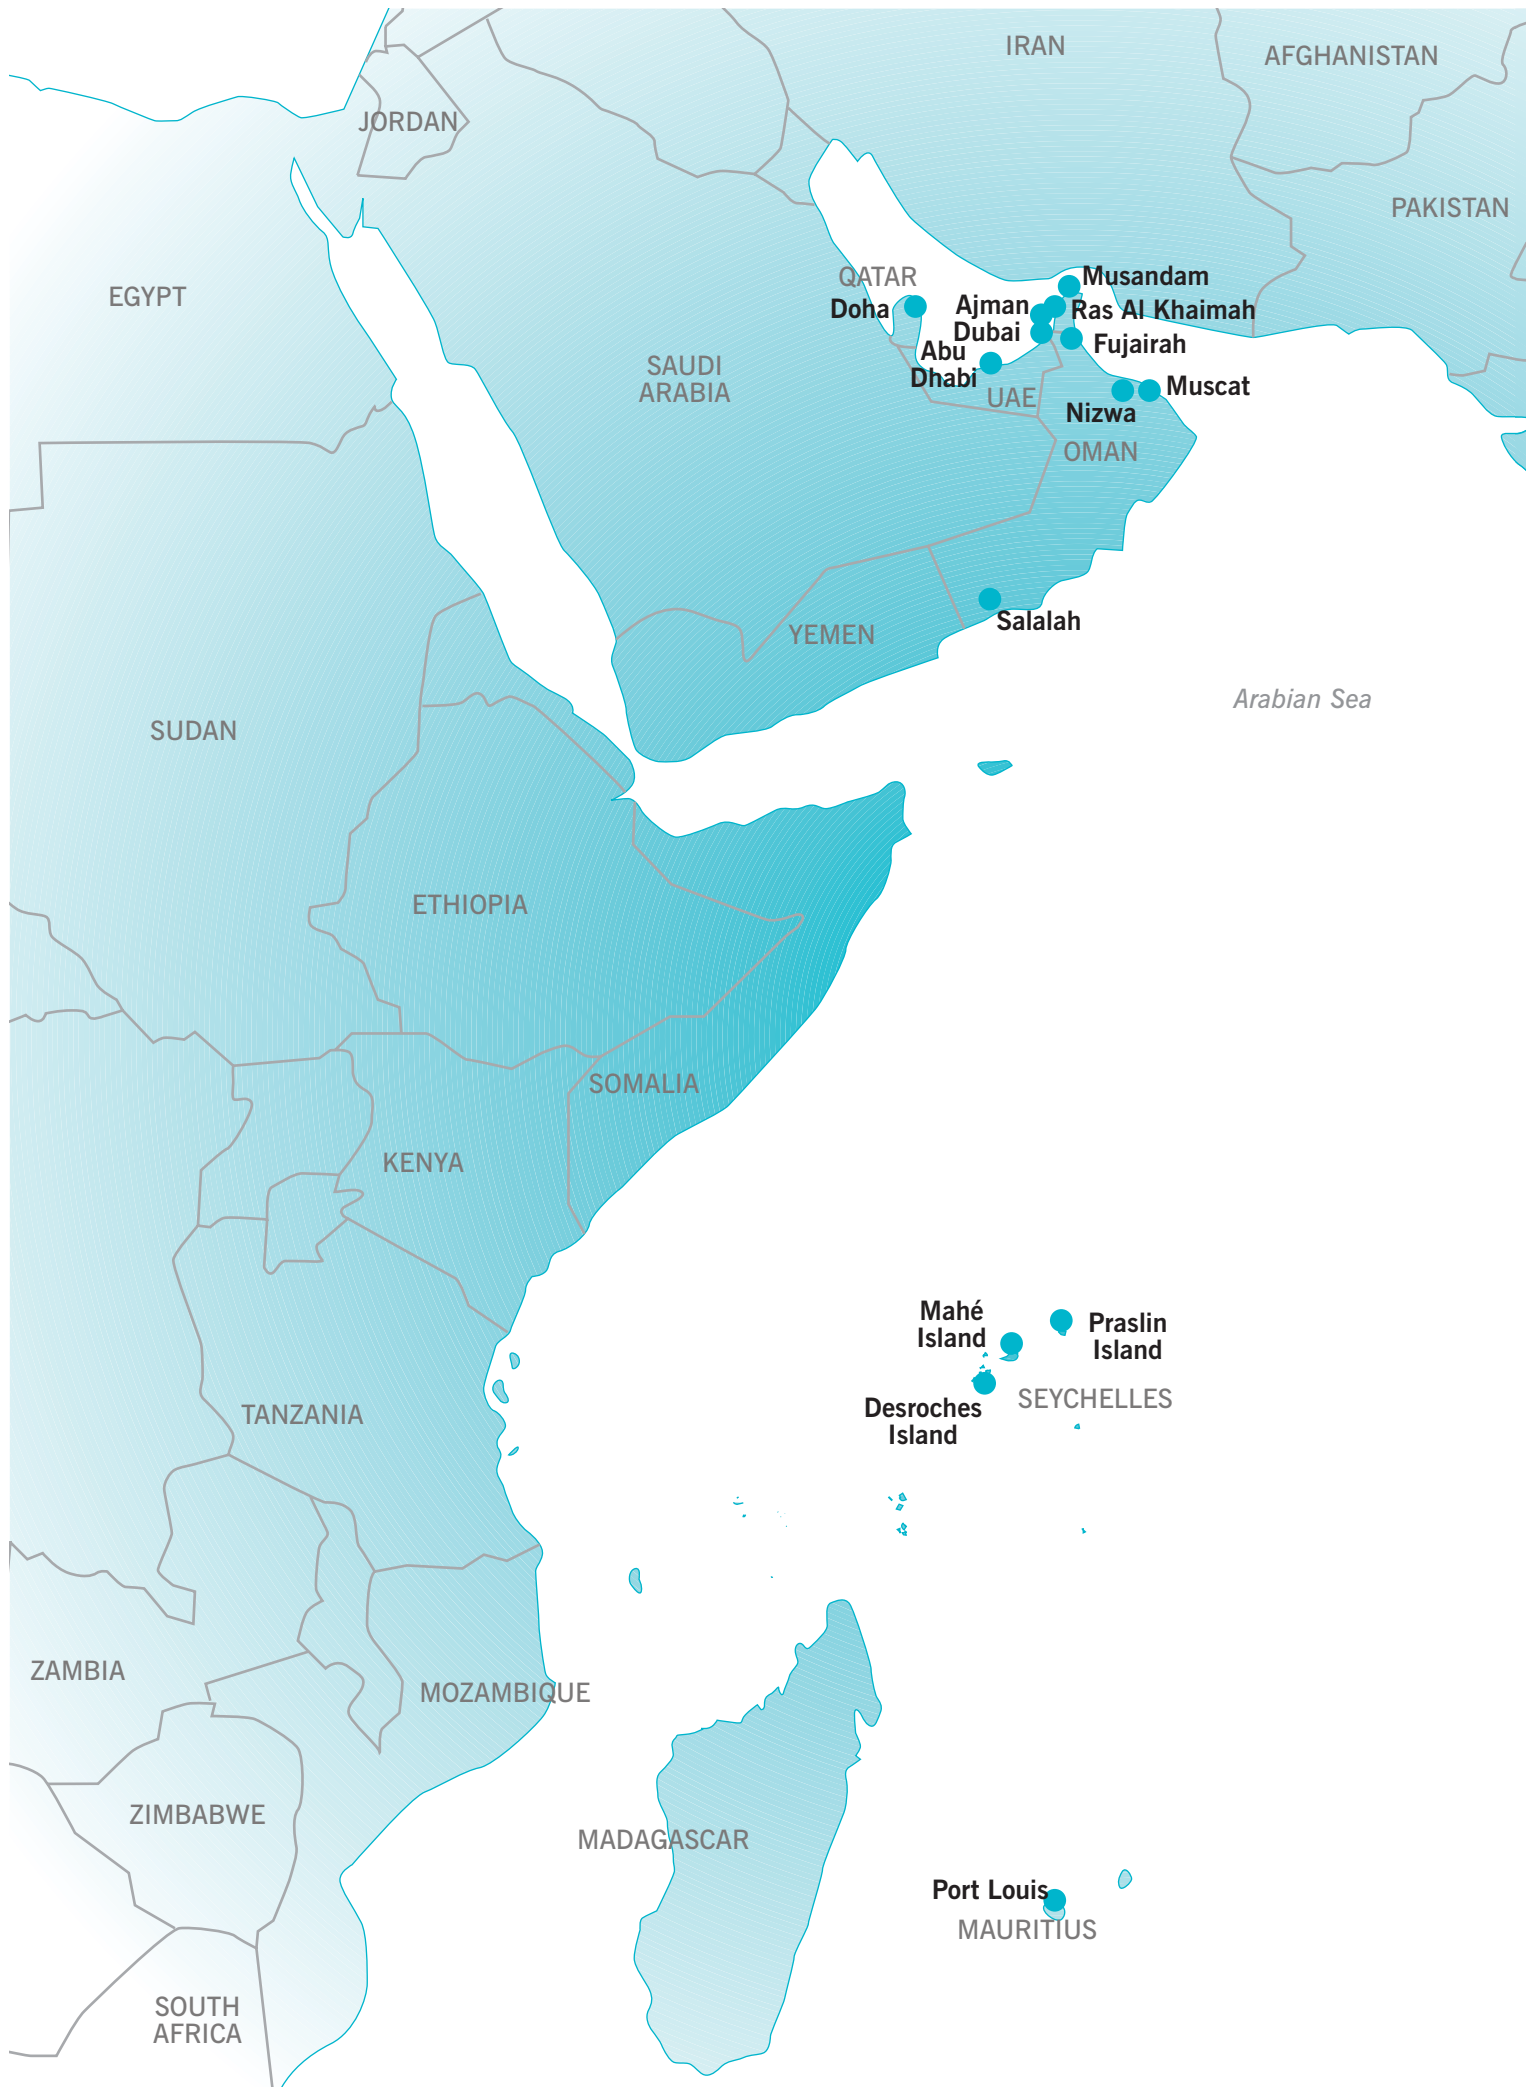 IRAN
AFGHANISTAN
JORDAN
PAKISTAN
EGYPT
QATAR
Doha
Musandam
Ajman
Ras Al Khaimah
Dubai
Fujairah
Abu
Dhabi
SAUDI
ARABIA
UAE
Muscat
Nizwa
OMAN
Salalah
YEMEN
Arabian Sea
SUDAN
ETHIOPIA
SOMALIA
KENYA
Mahé
Island
Praslin
Island
Desroches
Island
SEYCHELLES
TANZANIA
ZAMBIA
MOZAMBIQUE
ZIMBABWE
MADAGASCAR
Port Louis
MAURITIUS
SOUTH
AFRICA